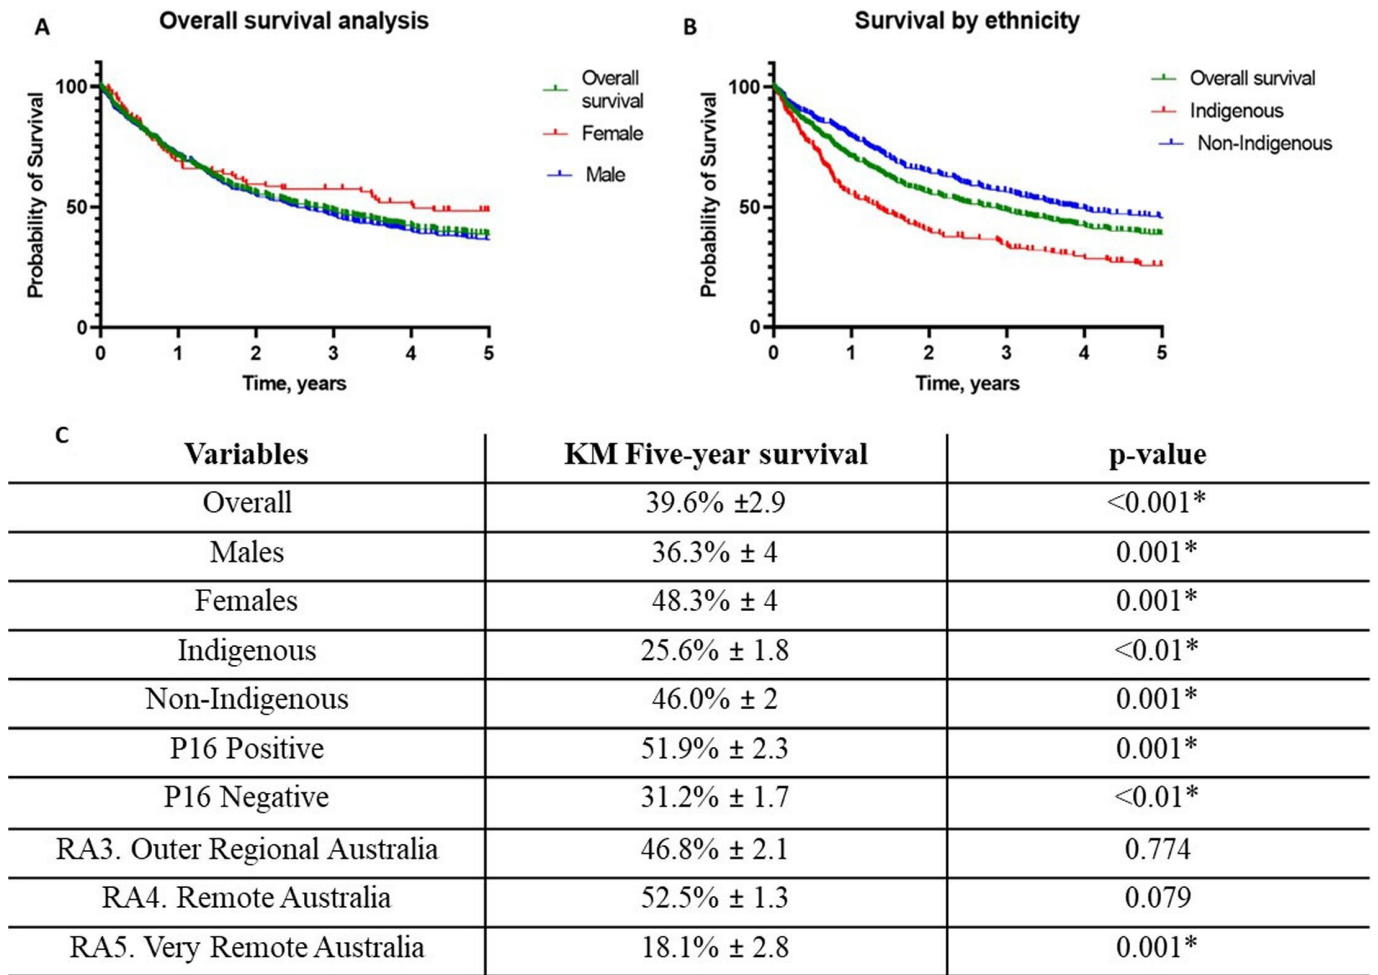 A
Overall survival analysis
Probability of Survival
100
50
0
0 1 2 3 4 5
Time, years
Overall
survival
Female
Male
B
Survival by ethnicity
Probability of Survival
100
50
0
0 1 2 3 4 5
Time, years
Overall survival
Indigenous
Non-Indigenous
C
Variables KM Five-year survival p-value
Overall 39.6% ±2.9 <0.001*
Males 36.3% ± 4 0.001*
Females 48.3% ± 4 0.001*
Indigenous 25.6% ± 1.8 <0.01*
Non-Indigenous 46.0% ± 2 0.001*
P16 Positive 51.9% ± 2.3 0.001*
P16 Negative 31.2% ± 1.7 <0.01*
RA3. Outer Regional Australia 46.8% ± 2.1 0.774
RA4. Remote Australia 52.5% ± 1.3 0.079
RA5. Very Remote Australia 18.1% ± 2.8 0.001*